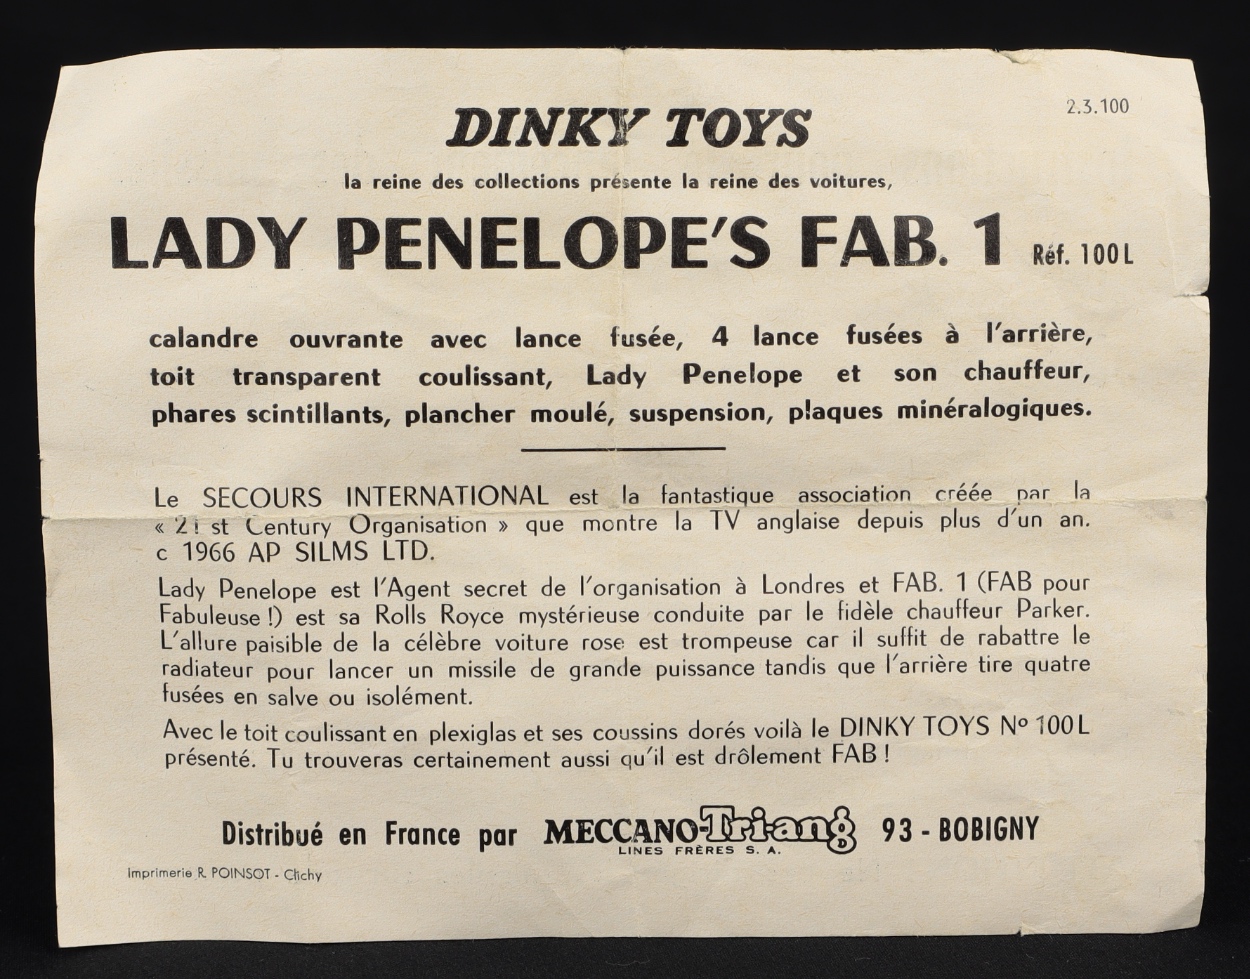 2.3.100
DINKY TOYS
la reine des collections présente la reine des voitures,
LADY PENELOPE'S FAB. 1 Réf. 100L
calandre ouvrante avec lance fusée, 4 lance fusées à l'arrière,
toit transparent coulissant, Lady Penelope et son chauffeur,
phares scintillants, plancher moulé, suspension, plaques minéralogiques.
Le SECOURS INTERNATIONAL est la fantastique association créée par la
« 21 st Century Organisation » que montre la TV anglaise depuis plus d'un an.
c 1966 AP SILMS LTD.
Lady Penelope est l'Agent secret de l'organisation à Londres et FAB. 1 (FAB pour
Fabuleuse !) est sa Rolls Royce mystérieuse conduite par le fidèle chauffeur Parker.
L'allure paisible de la célèbre voiture rose est trompeuse car il suffit de rabattre le
radiateur pour lancer un missile de grande puissance tandis que l'arrière tire quatre
fusées en salve ou isolément.
Avec le toit coulissant en plexiglas et ses coussins dorés voilà le DINKY TOYS Nº 100L
présenté. Tu trouveras certainement aussi qu'il est drôlement FAB !
Distribué en France par MECCANO-Tri-ang 93 - BOBIGNY
LINES FRÈRES S. A.
Imprimerie R. POINSOT - Clichy